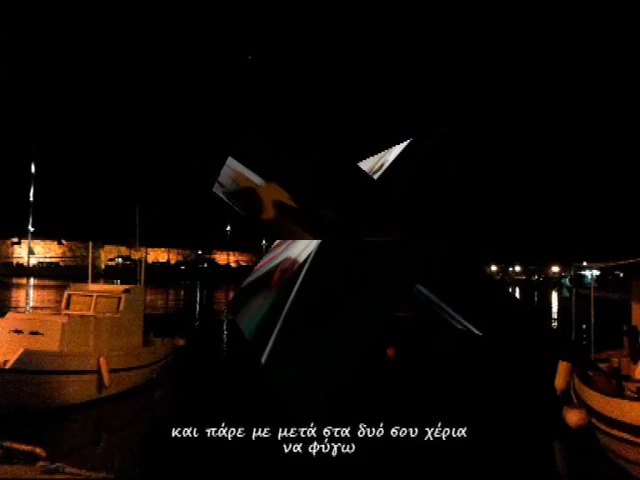 και πάρε με μετά στα δυό σου χέρια
να φύγω